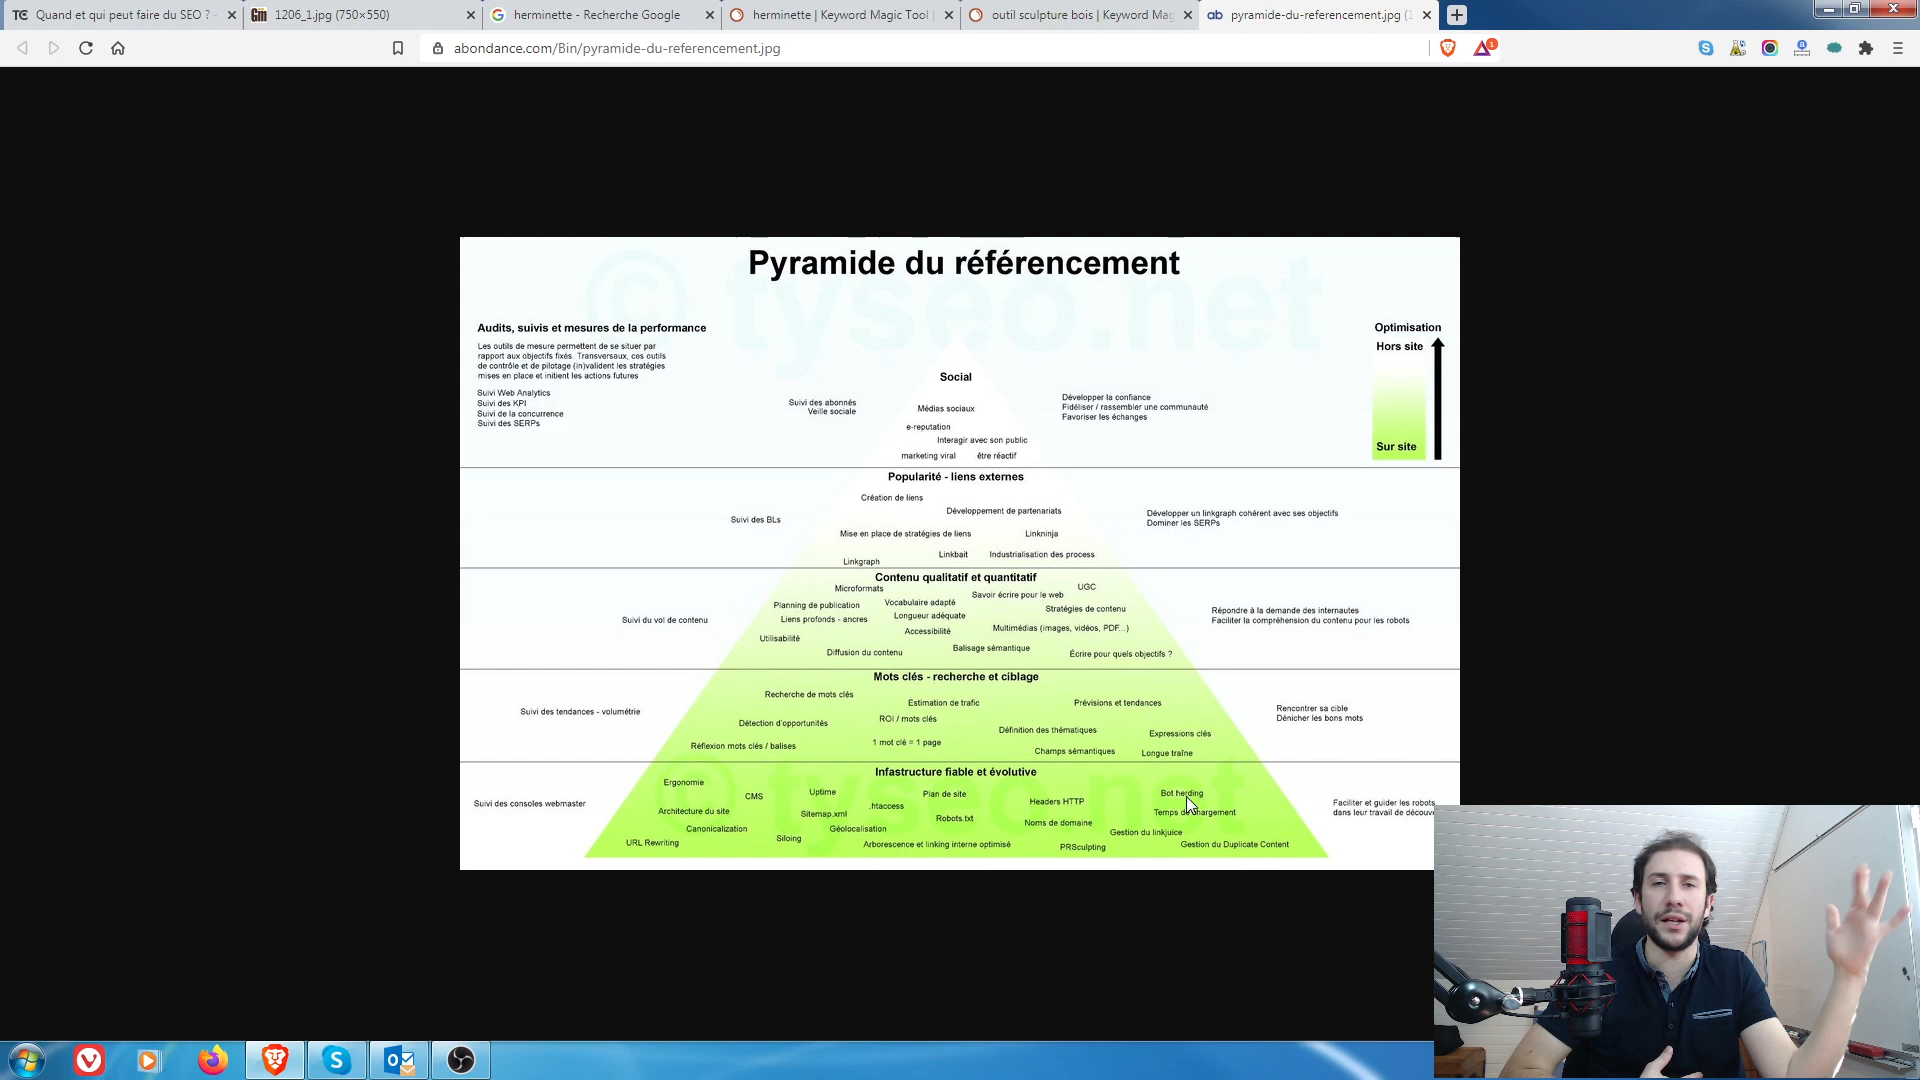 Quand et qui peut faire du SEO ? -
1206_1.jpg (750×550)
herminette - Recherche Google
herminette | Keyword Magic Tool |
outil sculpture bois | Keyword Mag
pyramide-du-referencement.jpg (1
abondance.com/Bin/pyramide-du-referencement.jpg
1
© tyseo.net
Pyramide du référencement
Audits, suivis et mesures de la performance
Les outils de mesure permettent de se situer par
rapport aux objectifs fixés. Transversaux, ces outils
de contrôle et de pilotage (in)valident les stratégies
mises en place et initient les actions futures
Suivi Web Analytics
Suivi des KPI
Suivi de la concurrence
Suivi des SERPs
Optimisation
Hors site
Sur site
Social
Suivi des abonnés
Veille sociale
Médias sociaux
e-reputation
Interagir avec son public
marketing viral
être réactif
Développer la confiance
Fidéliser / rassembler une communauté
Favoriser les échanges
Popularité - liens externes
Suivi des BLs
Création de liens
Développement de partenariats
Mise en place de stratégies de liens
Linkninja
Linkbait
Industrialisation des process
Linkgraph
Développer un linkgraph cohérent avec ses objectifs
Dominer les SERPs
Contenu qualitatif et quantitatif
Suivi du vol de contenu
Microformats
UGC
Savoir écrire pour le web
Planning de publication
Vocabulaire adapté
Stratégies de contenu
Liens profonds - ancres
Longueur adéquate
Accessibilité
Multimédias (images, vidéos, PDF...)
Utilisabilité
Diffusion du contenu
Balisage sémantique
Écrire pour quels objectifs ?
Répondre à la demande des internautes
Faciliter la compréhension du contenu pour les robots
Mots clés - recherche et ciblage
Suivi des tendances - volumétrie
Recherche de mots clés
Estimation de trafic
Prévisions et tendances
Détection d'opportunités
ROI / mots clés
Définition des thématiques
Expressions clés
Réflexion mots clés / balises
1 mot clé = 1 page
Champs sémantiques
Longue traîne
Rencontrer sa cible
Dénicher les bons mots
© tyseo.net
Infastructure fiable et évolutive
Suivi des consoles webmaster
Ergonomie
CMS
Uptime
Plan de site
Bot herding
Architecture du site
Sitemap.xml
.htaccess
Headers HTTP
Temps de chargement
Canonicalization
Géolocalisation
Robots.txt
Noms de domaine
Gestion du linkjuice
URL Rewriting
Siloing
Arborescence et linking interne optimisé
PRSculpting
Gestion du Duplicate Content
Faciliter et guider les robots
dans leur travail de découve